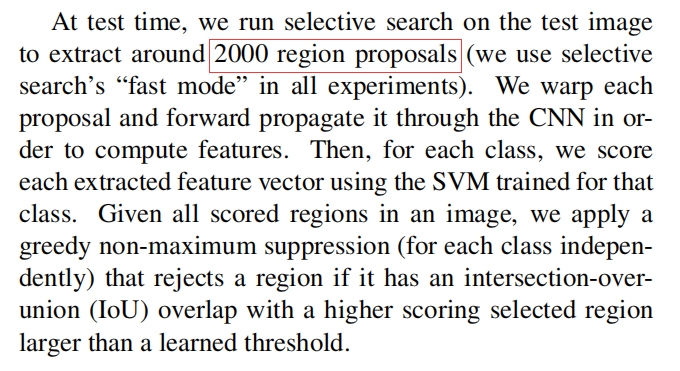 At test time, we run selective search on the test image
to extract around 2000 region proposals (we use selective
search's “fast mode” in all experiments). We warp each
proposal and forward propagate it through the CNN in or-
der to compute features. Then, for each class, we score
each extracted feature vector using the SVM trained for that
class. Given all scored regions in an image, we apply a
greedy non-maximum suppression (for each class indepen-
dently) that rejects a region if it has an intersection-over-
union (IoU) overlap with a higher scoring selected region
larger than a learned threshold.